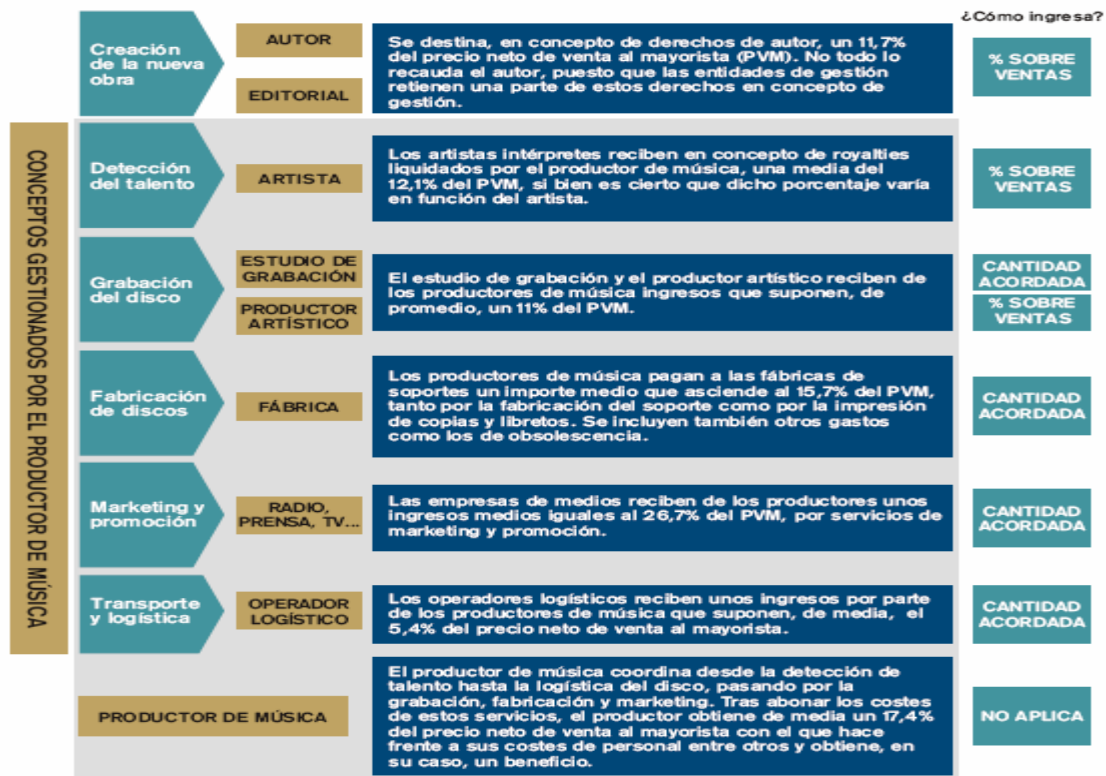 ¿Cómo ingresa?
Creación
de la nueva
obra
AUTOR
EDITORIAL
Se destina, en concepto de derechos de autor, un 11,7%
del precio neto de venta al mayorista (PVM). No todo lo
recauda el autor, puesto que las entidades de gestión
retienen una parte de estos derechos en concepto de
gestión.
% SOBRE
VENTAS
CONCEPTOS GESTIONADOS POR EL PRODUCTOR DE MÚSICA
Detección
del talento
ARTISTA
Los artistas intérpretes reciben en concepto de royalties
liquidados por el productor de música, una media del
12,1% del PVM, si bien es cierto que dicho porcentaje varía
en función del artista.
% SOBRE
VENTAS
Grabación
del disco
ESTUDIO DE
GRABACIÓN
PRODUCTOR
ARTÍSTICO
El estudio de grabación y el productor artístico reciben de
los productores de música ingresos que suponen, de
promedio, un 11% del PVM.
CANTIDAD
ACORDADA
% SOBRE
VENTAS
Fabricación
de discos
FÁBRICA
Los productores de música pagan a las fábricas de
soportes un importe medio que asciende al 15,7% del PVM,
tanto por la fabricación del soporte como por la impresión
de copias y libretos. Se incluyen también otros gastos
como los de obsolescencia.
CANTIDAD
ACORDADA
Marketing y
promoción
RADIO,
PRENSA, TV...
Las empresas de medios reciben de los productores unos
ingresos medios iguales al 26,7% del PVM, por servicios de
marketing y promoción.
CANTIDAD
ACORDADA
Transporte
y logística
OPERADOR
LOGÍSTICO
Los operadores logísticos reciben unos ingresos por parte
de los productores de música que suponen, de media, el
5,4% del precio neto de venta al mayorista.
CANTIDAD
ACORDADA
PRODUCTOR DE MÚSICA
El productor de música coordina desde la detección de
talento hasta la logística del disco, pasando por la
grabación, fabricación y marketing. Tras abonar los costes
de estos servicios, el productor obtiene de media un 17,4%
del precio neto de venta al mayorista con el que hace
frente a sus costes de personal entre otros y obtiene, en
su caso, un beneficio.
NO APLICA